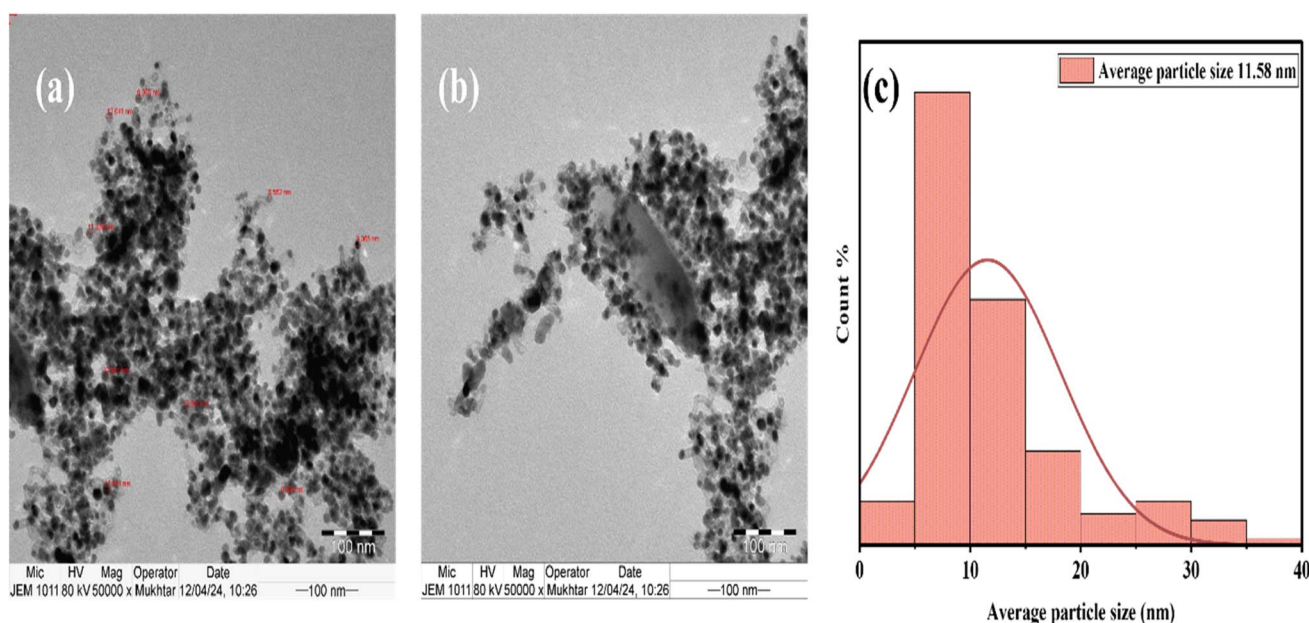 (a)
100 nm
Mic HV Mag Operator Date
JEM 1011 80 kV 50000 x Mukhtar 12/04/24, 10:26 —100 nm—
(b)
100 nm
Mic HV Mag Operator Date
JEM 1011 80 kV 50000 x Mukhtar 12/04/24, 10:26 —100 nm—
(c)
Average particle size 11.58 nm
Count %
0 10 20 30 40
Average particle size (nm)